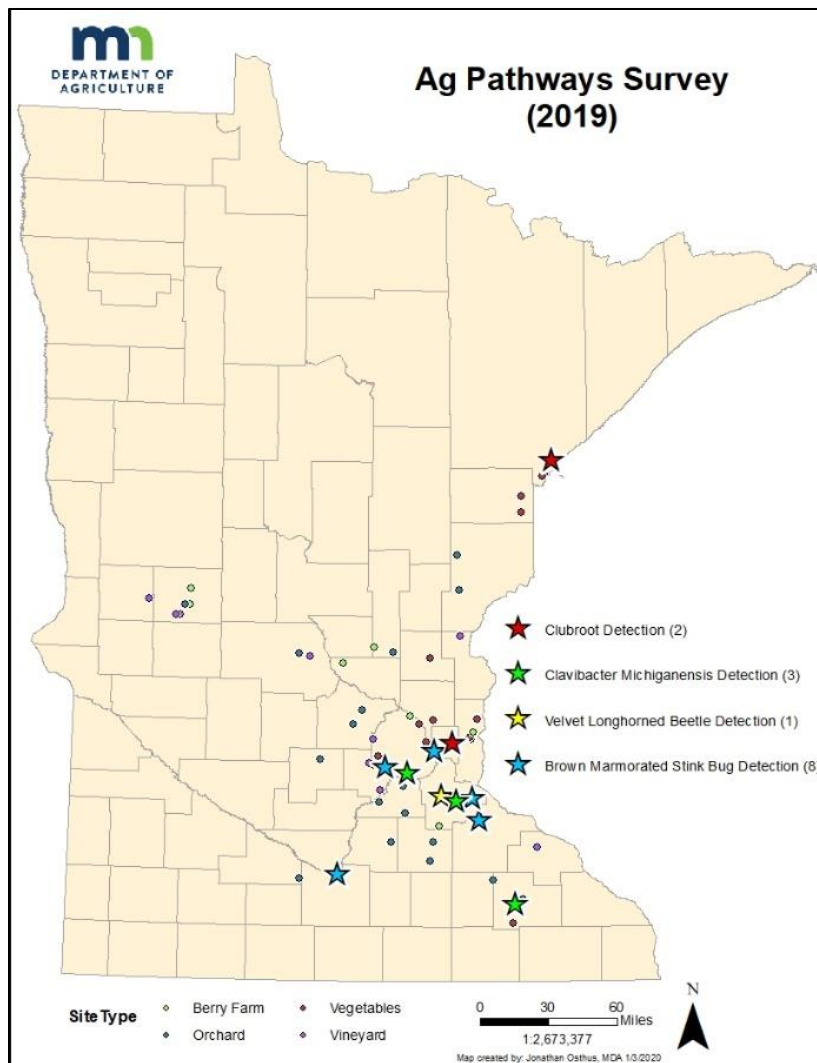 mn
DEPARTMENT OF
AGRICULTURE
Ag Pathways Survey
(2019)
Clubroot Detection (2)
Clavibacter Michiganensis Detection (3)
Velvet Longhorned Beetle Detection (1)
Brown Marmorated Stink Bug Detection (8)
Site Type
Berry Farm
Vegetables
Orchard
Vineyard
0 30 60
Miles
1:2,673,377
N
Map created by: Jonathan Osthus, MDA 1/3/2020